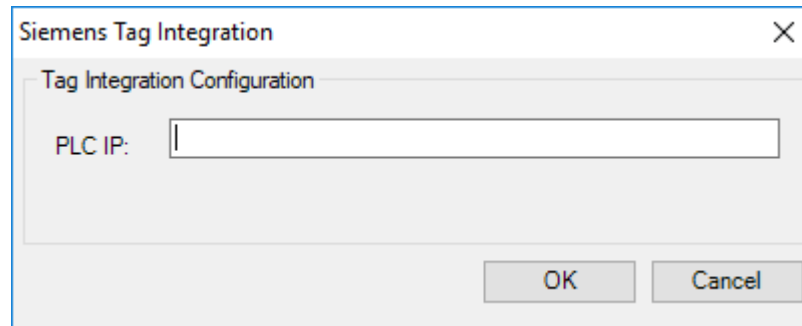 Siemens Tag Integration
Tag Integration Configuration
PLC IP:
OK Cancel